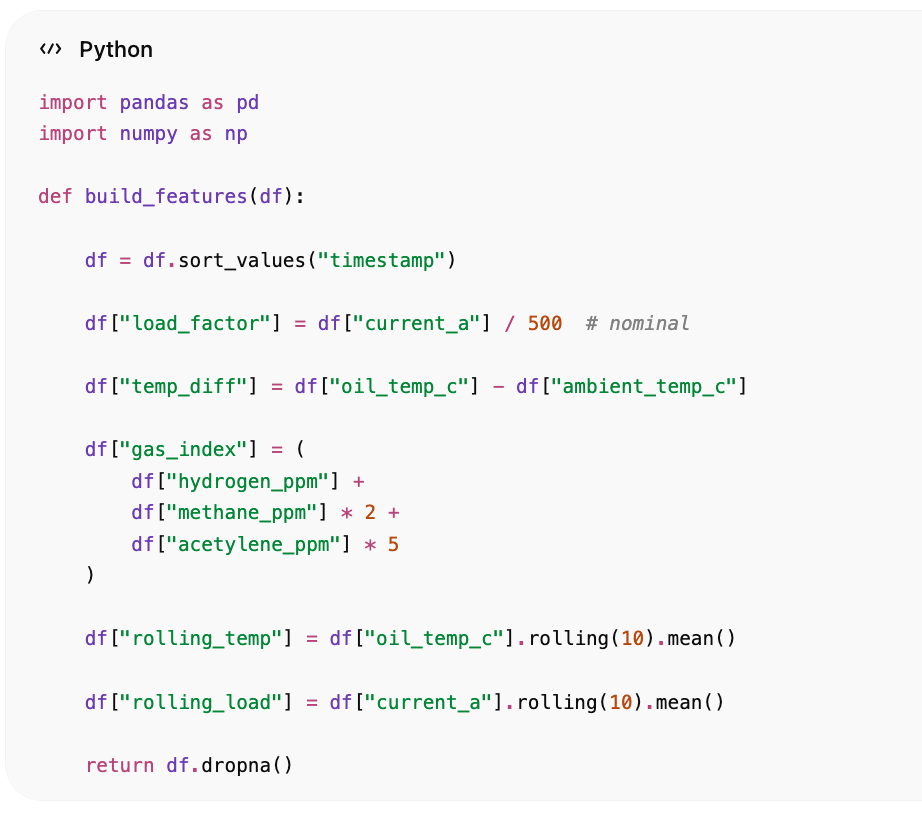 Python
import pandas as pd
import numpy as np
def build_features(df):
    df = df.sort_values("timestamp")
    df["load_factor"] = df["current_a"] / 500  # nominal
    df["temp_diff"] = df["oil_temp_c"] - df["ambient_temp_c"]
    df["gas_index"] = (
        df["hydrogen_ppm"] +
        df["methane_ppm"] * 2 +
        df["acetylene_ppm"] * 5
    )
    df["rolling_temp"] = df["oil_temp_c"].rolling(10).mean()
    df["rolling_load"] = df["current_a"].rolling(10).mean()
    return df.dropna()